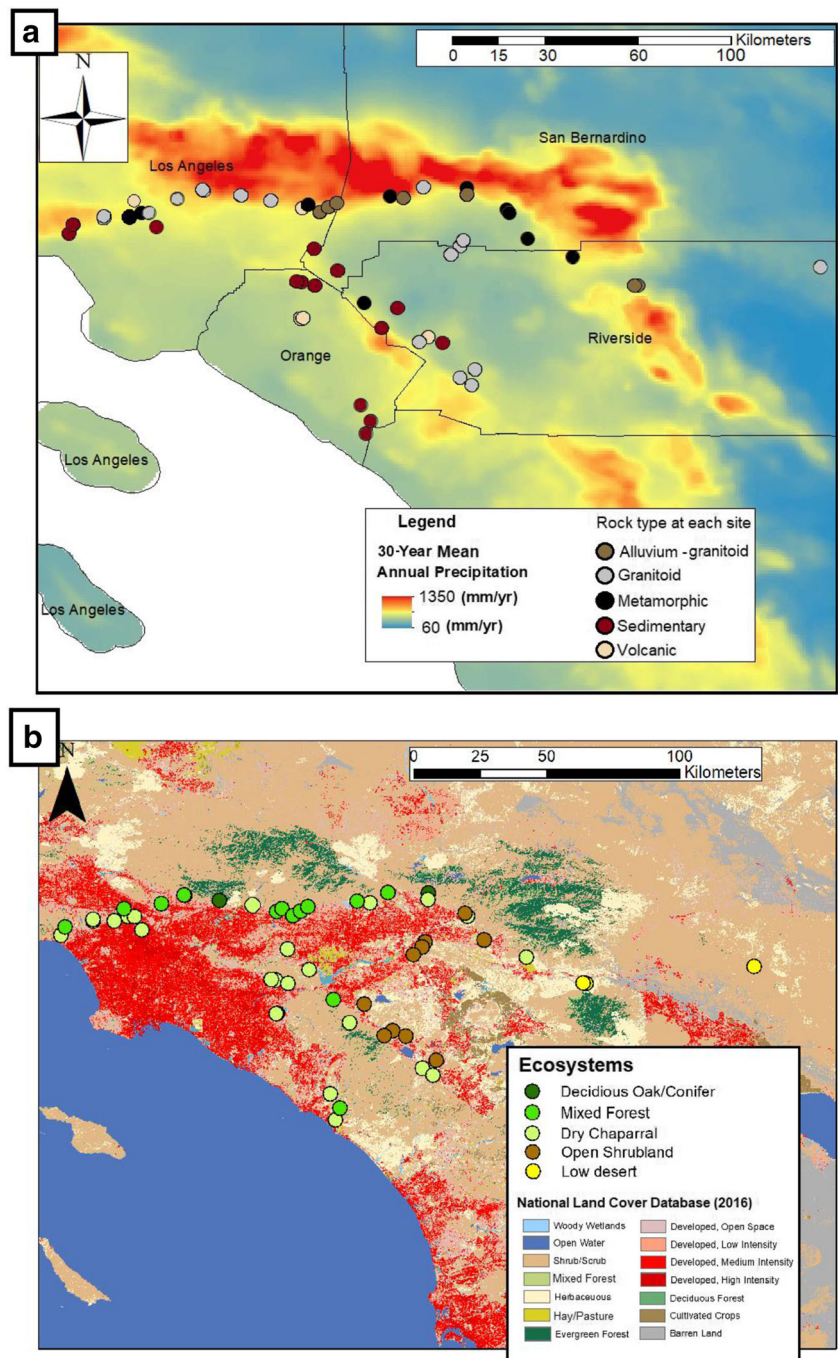 a
N
Kilometers
0 15 30 60 100
San Bernardino
Los Angeles
Riverside
Orange
Los Angeles
Los Angeles
Legend
30-Year Mean
Annual Precipitation
1350 (mm/yr)
60 (mm/yr)
Rock type at each site
Alluvium -granitoid
Granitoid
Metamorphic
Sedimentary
Volcanic
b
N
0 25 50 100
Kilometers
Ecosystems
Decidious Oak/Conifer
Mixed Forest
Dry Chaparral
Open Shrubland
Low desert
National Land Cover Database (2016)
Woody Wetlands
Open Water
Shrub/Scrub
Mixed Forest
Herbaceuous
Hay/Pasture
Evergreen Forest
Developed, Open Space
Developed, Low Intensity
Developed, Medium Intensity
Developed, High Intensity
Deciduous Forest
Cultivated Crops
Barren Land